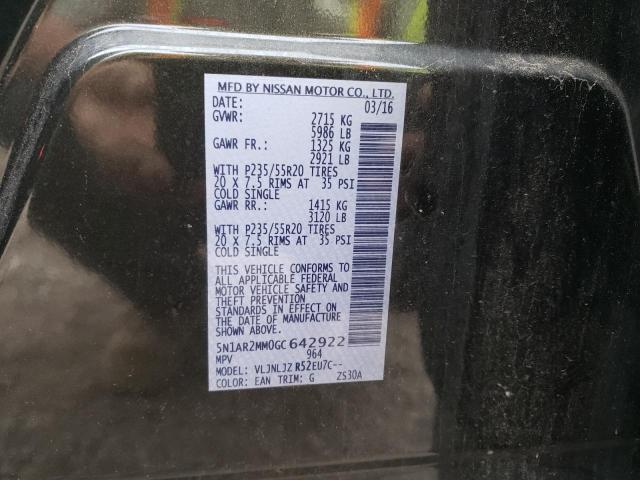 MFD BY NISSAN MOTOR CO., LTD.
DATE: 03/16
GVWR: 2715 KG
5986 LB
GAWR FR.: 1325 KG
2921 LB
WITH P235/55R20 TIRES
20 X 7.5 RIMS AT 35 PSI
COLD SINGLE
GAWR RR.: 1415 KG
3120 LB
WITH P235/55R20 TIRES
20 X 7.5 RIMS AT 35 PSI
COLD SINGLE
THIS VEHICLE CONFORMS TO
ALL APPLICABLE FEDERAL
MOTOR VEHICLE SAFETY AND
THEFT PREVENTION
STANDARDS IN EFFECT ON
THE DATE OF MANUFACTURE
SHOWN ABOVE.
5N1AR2MM0GC642922
MPV 964
MODEL: VLJNLJZ R52EU7C--
COLOR: EAN TRIM: G ZS30A